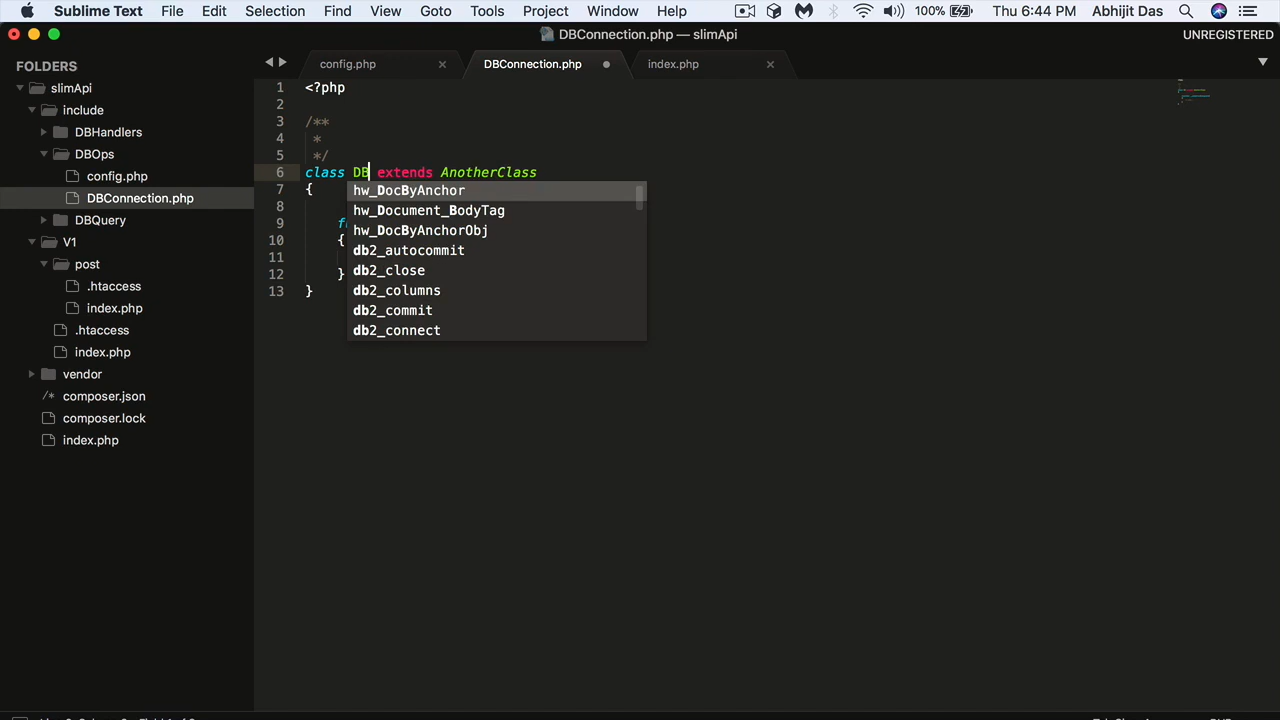 Sublime Text File Edit Selection Find View Goto Tools Project Window Help 100% Thu 6:44 PM Abhijit Das
DBConnection.php — slimApi UNREGISTERED
FOLDERS
slimApi
include
DBHandlers
DBOps
config.php
DBConnection.php
DBQuery
V1
post
.htaccess
index.php
.htaccess
index.php
vendor
/* composer.json
composer.lock
index.php
config.php DBConnection.php index.php
1 <?php
2
3 /**
4 *
5 */
6 class DB extends AnotherClass
7 {
8
9 f
10 {
11
12 }
13 }
hw_DocByAnchor
hw_Document_BodyTag
hw_DocByAnchorObj
db2_autocommit
db2_close
db2_columns
db2_commit
db2_connect